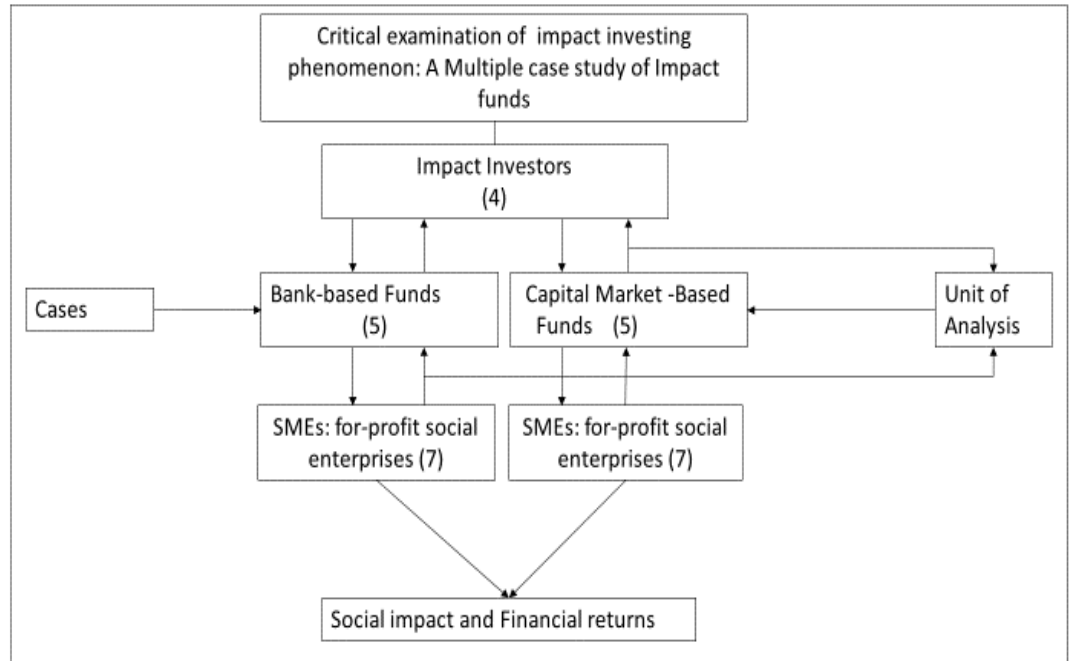 Critical examination of impact investing
phenomenon: A Multiple case study of Impact
funds
Impact Investors
(4)
Cases
Bank-based Funds
(5)
Capital Market -Based
Funds (5)
Unit of
Analysis
SMEs: for-profit social
enterprises (7)
SMEs: for-profit social
enterprises (7)
Social impact and Financial returns